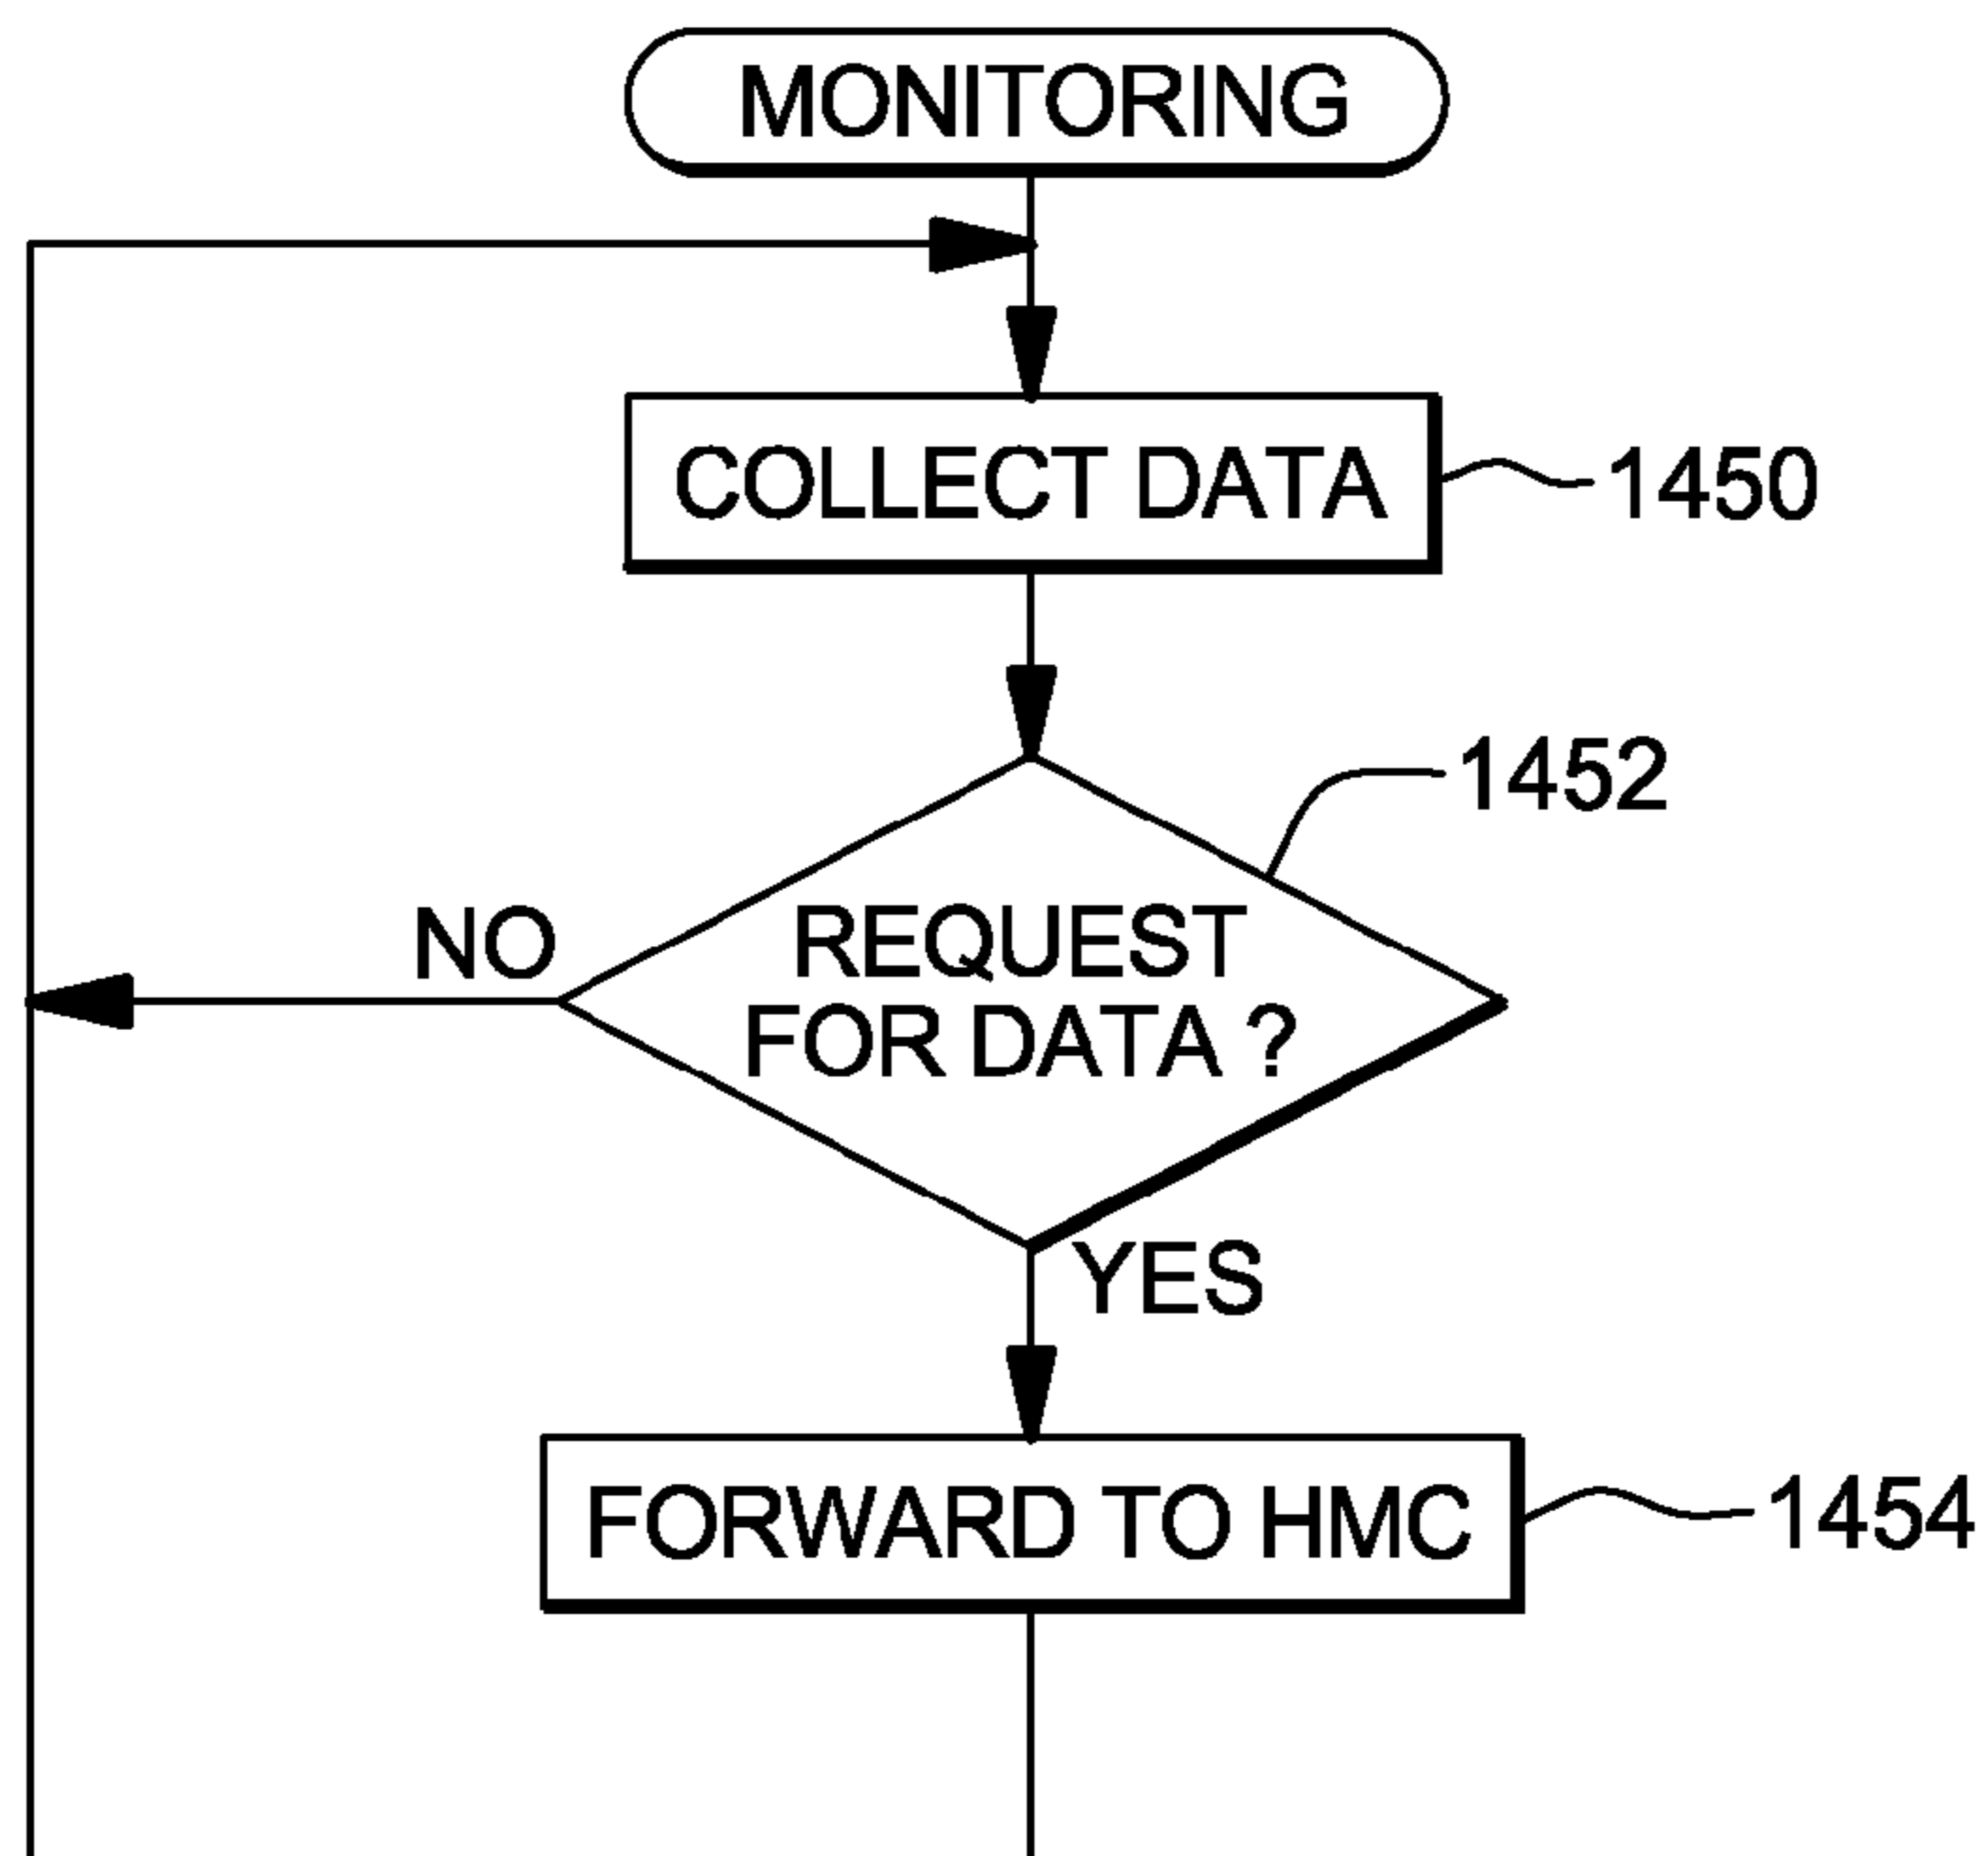 MONITORING
COLLECT DATA
1450
1452
NO
REQUEST
FOR DATA ?
YES
FORWARD TO HMC
1454